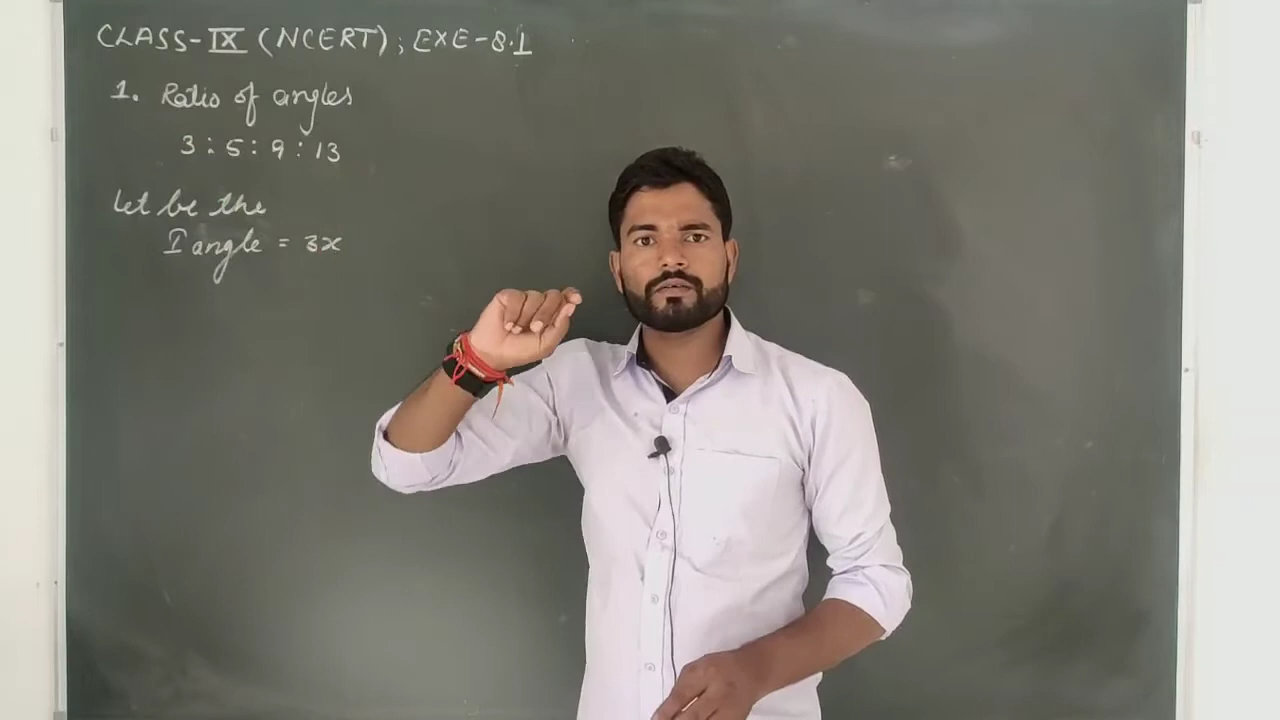 CLASS-IX (NCERT); EXE-8.1
1. Ratio of angles
3:5:9:13
Let be the
I angle = 3x